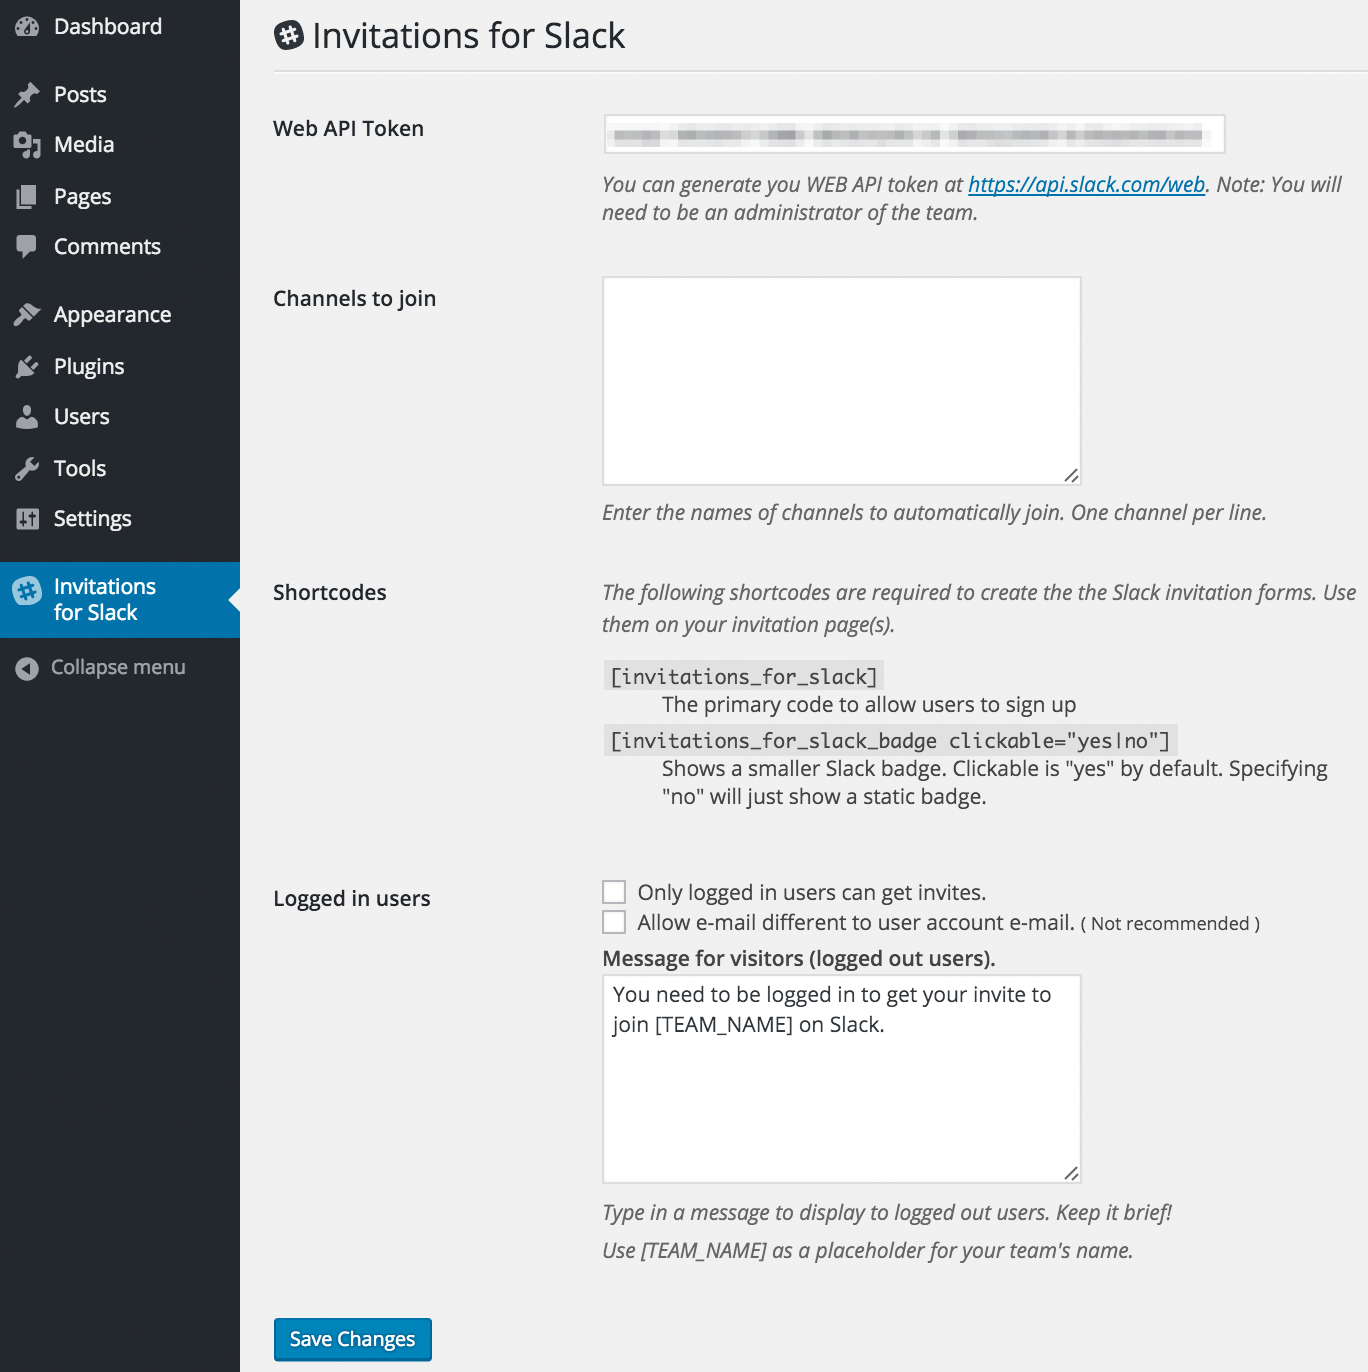 Dashboard
Posts
Media
Pages
Comments
Appearance
Plugins
Users
Tools
Settings
Invitations
for Slack
Collapse menu
Invitations for Slack
Web API Token
You can generate you WEB API token at https://api.slack.com/web. Note: You will
need to be an administrator of the team.
Channels to join
Enter the names of channels to automatically join. One channel per line.
Shortcodes
The following shortcodes are required to create the the Slack invitation forms. Use
them on your invitation page(s).
[invitations_for_slack]
The primary code to allow users to sign up
[invitations_for_slack_badge clickable="yes|no"]
Shows a smaller Slack badge. Clickable is "yes" by default. Specifying
"no" will just show a static badge.
Logged in users
Only logged in users can get invites.
Allow e-mail different to user account e-mail. ( Not recommended )
Message for visitors (logged out users).
You need to be logged in to get your invite to
join [TEAM_NAME] on Slack.
Type in a message to display to logged out users. Keep it brief!
Use [TEAM_NAME] as a placeholder for your team's name.
Save Changes